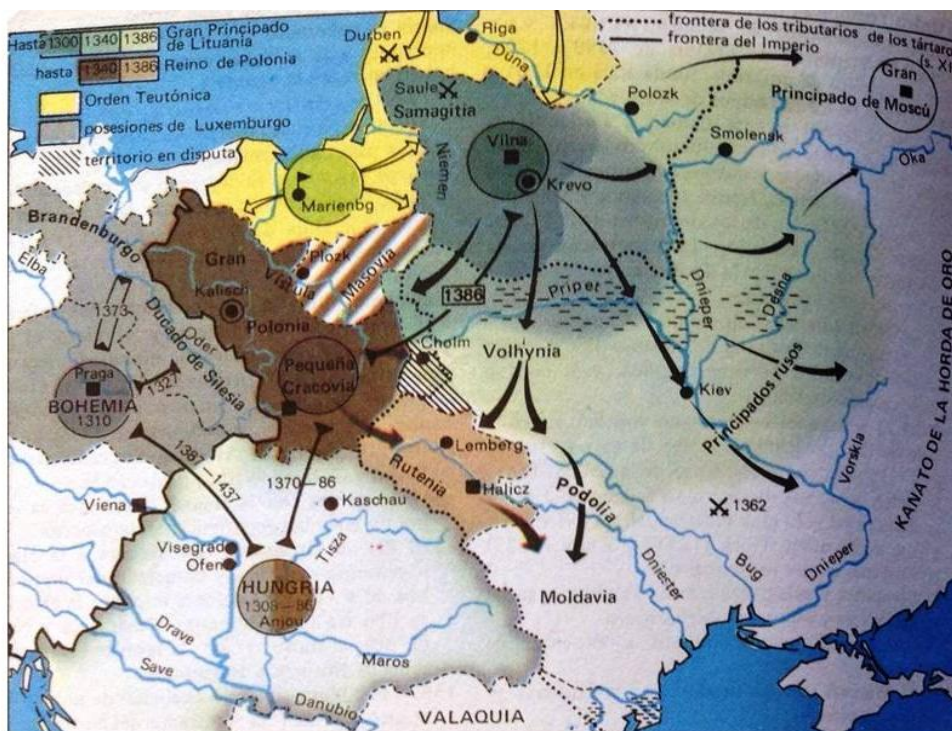 Hasta 1300 1340 1386 Gran Principado
de Lituania
hasta 1340 1386 Reino de Polonia
Orden Teutónica
posesiones de Luxemburgo
territorio en disputa
frontera de los tributarios de los tártaro
frontera del Imperio
(s. XI
Gran
Principado de Moscú
Durben
Riga
Duna
Saule
Samagitia
Polozk
Smolensk
Oka
Vilna
Niemen
Krevo
Marienbg
Brandenburgo
Elba
Gran
Plozk
Vistula
Masovia
Kalisch
Polonia
1386
Priper
Dnieper
Desna
Ducado de Silesia
Oder
1373
1327
Cholm
Volhynia
Pequeña
Cracovia
Praga
BOHEMIA
1310
Kiev
Principados rusos
Vorskla
KANATO DE LA HORDA DE ORO
Lemberg
Rutenia
Halicz
Podolia
1387–1437
1370–86
Kaschau
Viena
1362
Visegrad
Ofen
Tisza
HUNGRIA
1308–86
Anjou
Moldavia
Dniester
Bug
Dnieper
Drave
Save
Maros
Danubio
VALAQUIA